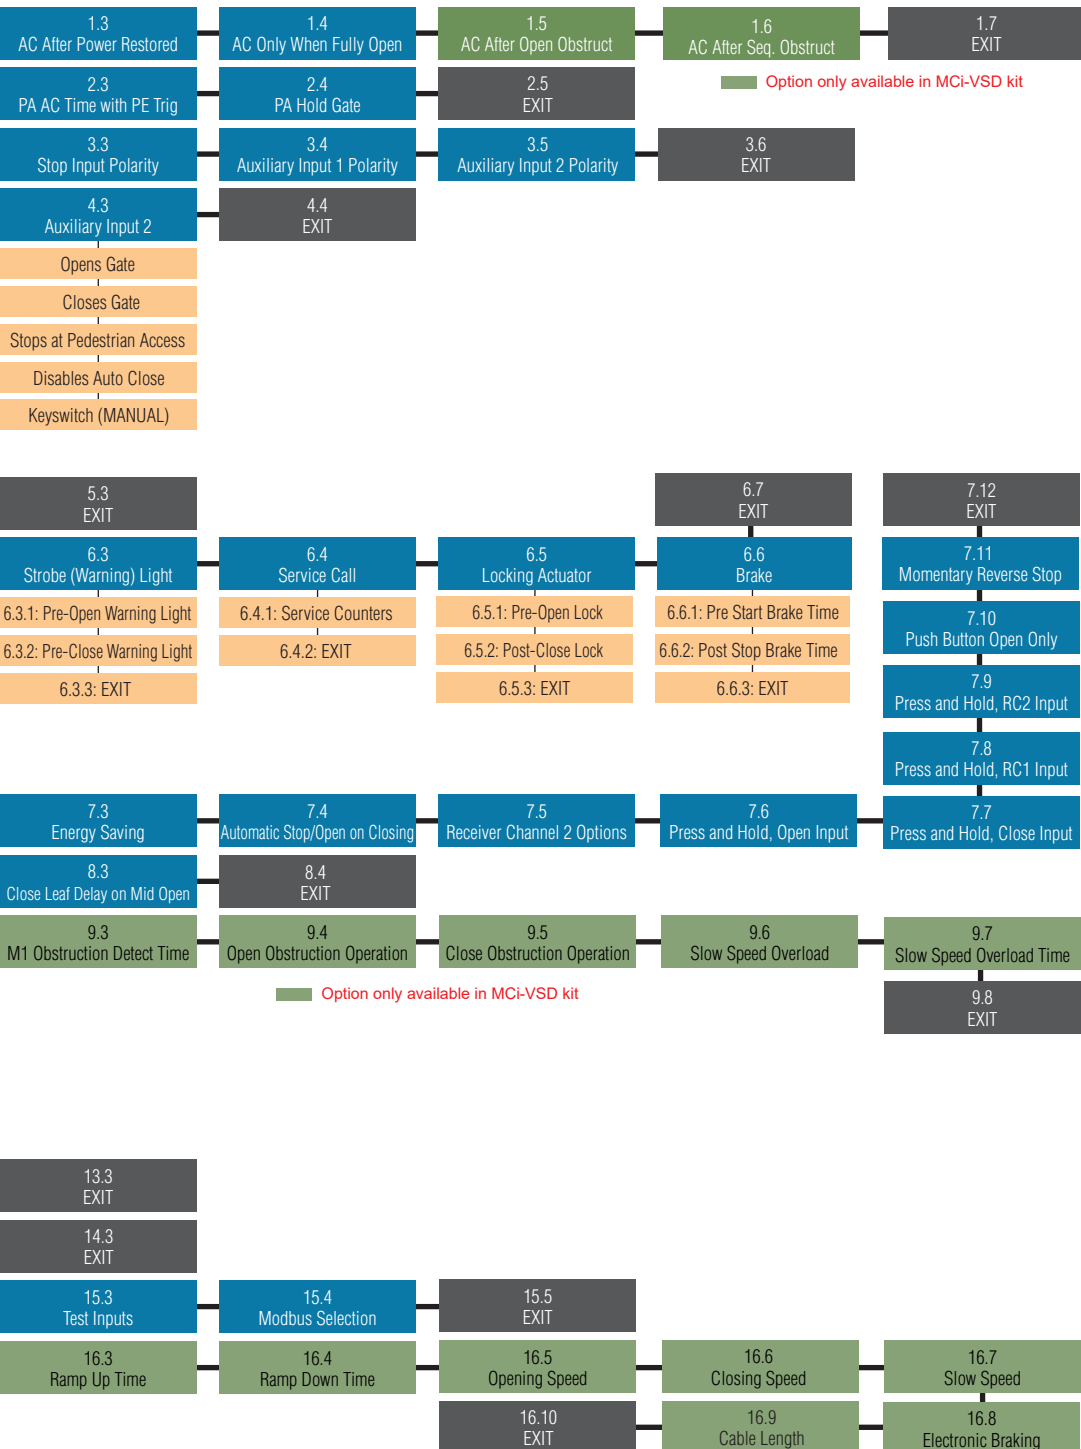 1.3
AC After Power Restored
1.4
AC Only When Fully Open
1.5
AC After Open Obstruct
1.6
AC After Seq. Obstruct
1.7
EXIT
2.3
PA AC Time with PE Trig
2.4
PA Hold Gate
2.5
EXIT
Option only available in MCi-VSD kit
3.3
Stop Input Polarity
3.4
Auxiliary Input 1 Polarity
3.5
Auxiliary Input 2 Polarity
3.6
EXIT
4.3
Auxiliary Input 2
4.4
EXIT
Opens Gate
Closes Gate
Stops at Pedestrian Access
Disables Auto Close
Keyswitch (MANUAL)
5.3
EXIT
6.7
EXIT
7.12
EXIT
6.3
Strobe (Warning) Light
6.4
Service Call
6.5
Locking Actuator
6.6
Brake
7.11
Momentary Reverse Stop
6.3.1: Pre-Open Warning Light
6.4.1: Service Counters
6.5.1: Pre-Open Lock
6.6.1: Pre Start Brake Time
7.10
Push Button Open Only
6.3.2: Pre-Close Warning Light
6.4.2: EXIT
6.5.2: Post-Close Lock
6.6.2: Post Stop Brake Time
6.3.3: EXIT
6.5.3: EXIT
6.6.3: EXIT
7.9
Press and Hold, RC2 Input
7.8
Press and Hold, RC1 Input
7.3
Energy Saving
7.4
Automatic Stop/Open on Closing
7.5
Receiver Channel 2 Options
7.6
Press and Hold, Open Input
7.7
Press and Hold, Close Input
8.3
Close Leaf Delay on Mid Open
8.4
EXIT
9.3
M1 Obstruction Detect Time
9.4
Open Obstruction Operation
9.5
Close Obstruction Operation
9.6
Slow Speed Overload
9.7
Slow Speed Overload Time
Option only available in MCi-VSD kit
9.8
EXIT
13.3
EXIT
14.3
EXIT
15.3
Test Inputs
15.4
Modbus Selection
15.5
EXIT
16.3
Ramp Up Time
16.4
Ramp Down Time
16.5
Opening Speed
16.6
Closing Speed
16.7
Slow Speed
16.10
EXIT
16.9
Cable Length
16.8
Electronic Braking